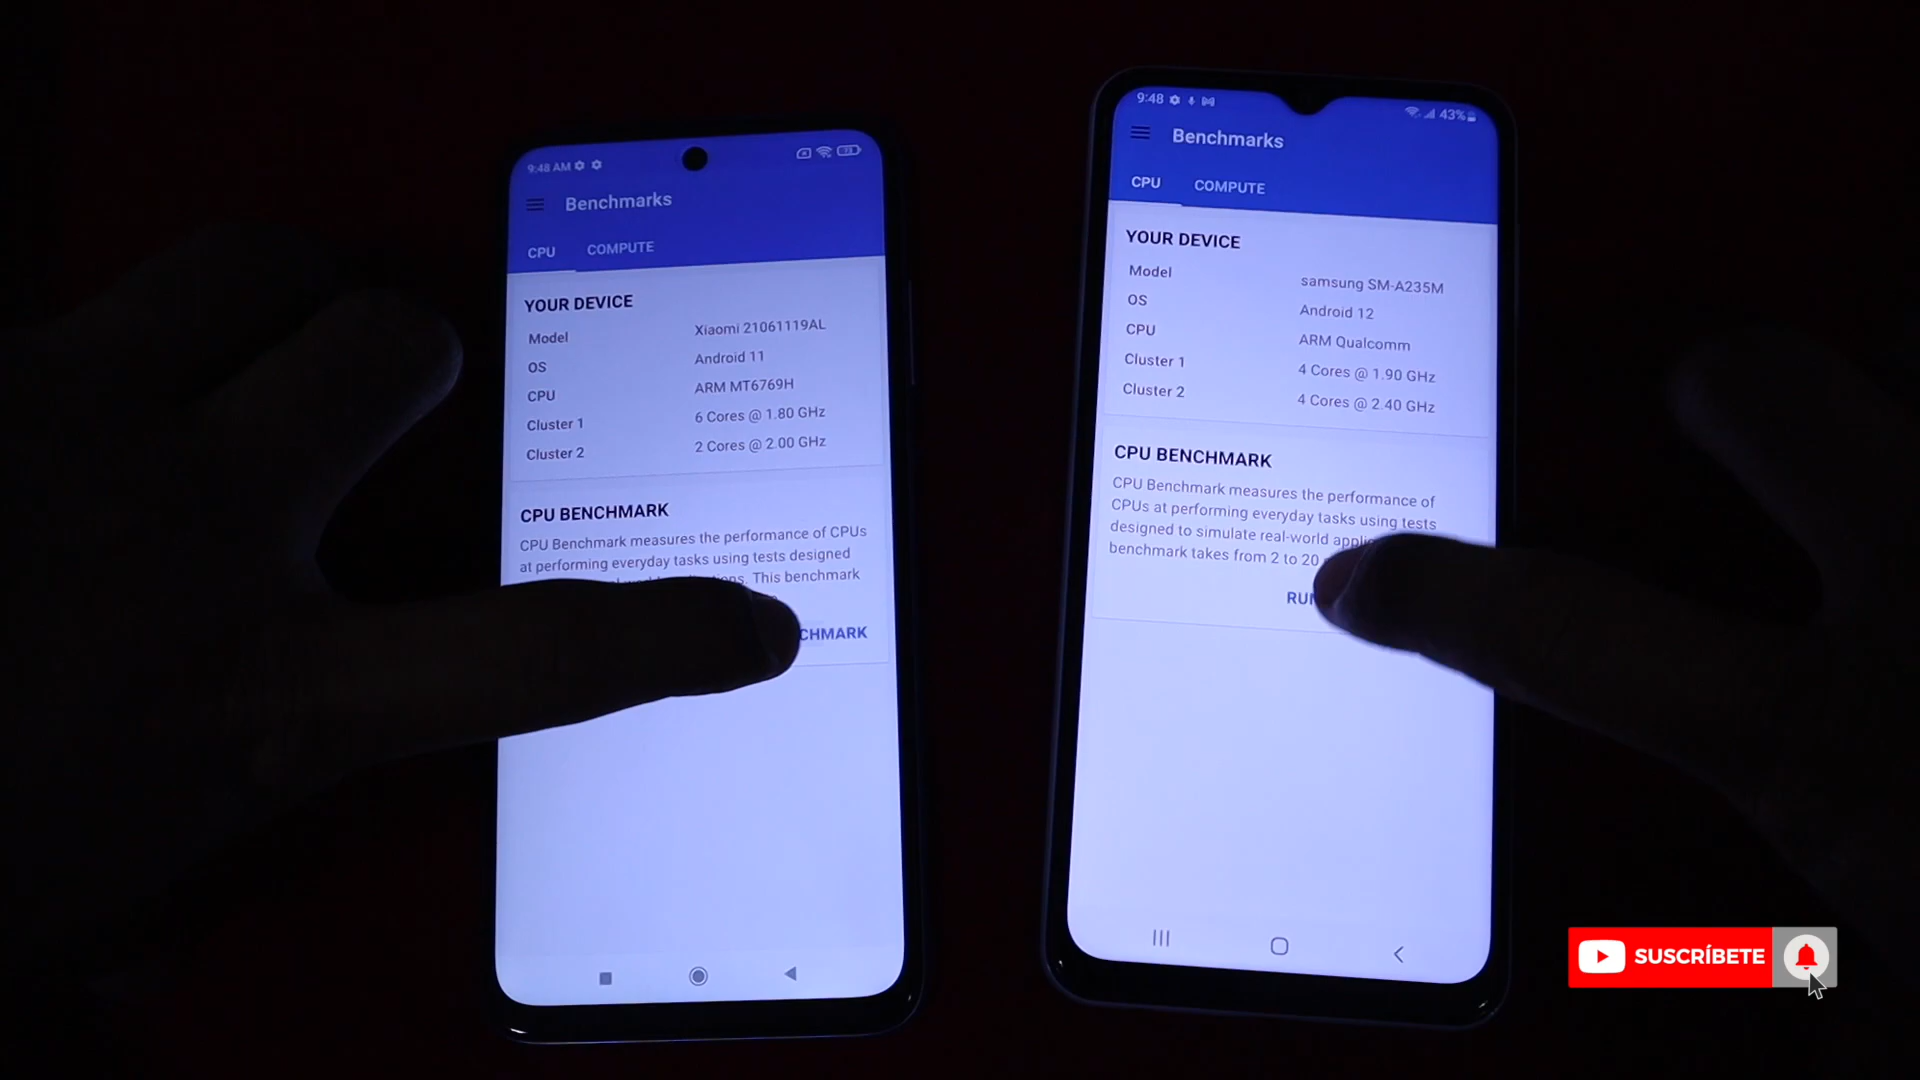 9:48 AM
Benchmarks
CPU COMPUTE
YOUR DEVICE
Model Xiaomi 21061119AL
OS Android 11
CPU ARM MT6769H
Cluster 1 6 Cores @ 1.80 GHz
Cluster 2 2 Cores @ 2.00 GHz
CPU BENCHMARK
CPU Benchmark measures the performance of CPUs
at performing everyday tasks using tests designed
This benchmark
CHMARK
9:48
43%
Benchmarks
CPU COMPUTE
YOUR DEVICE
Model samsung SM-A235M
OS Android 12
CPU ARM Qualcomm
Cluster 1 4 Cores @ 1.90 GHz
Cluster 2 4 Cores @ 2.40 GHz
CPU BENCHMARK
CPU Benchmark measures the performance of
CPUs at performing everyday tasks using tests
designed to simulate real-world appli
benchmark takes from 2 to 20
RUN
SUSCRÍBETE